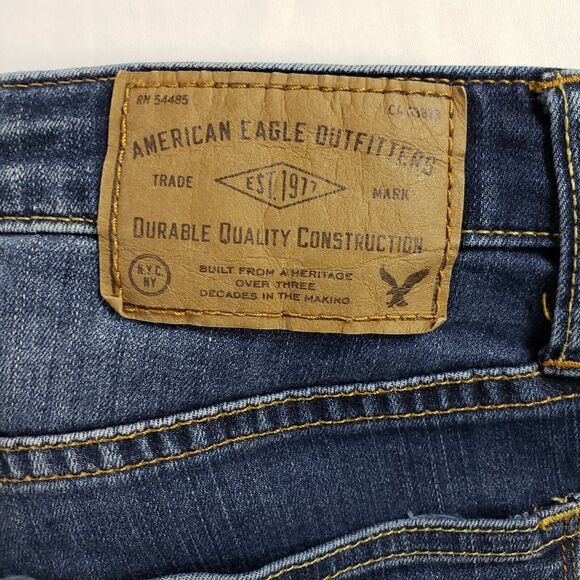 RN 54485
AMERICAN EAGLE OUTFITTERS
TRADE EST 1977 MARK
DURABLE QUALITY CONSTRUCTION
N.Y.C. NY
BUILT FROM A HERITAGE
OVER THREE
DECADES IN THE MAKING